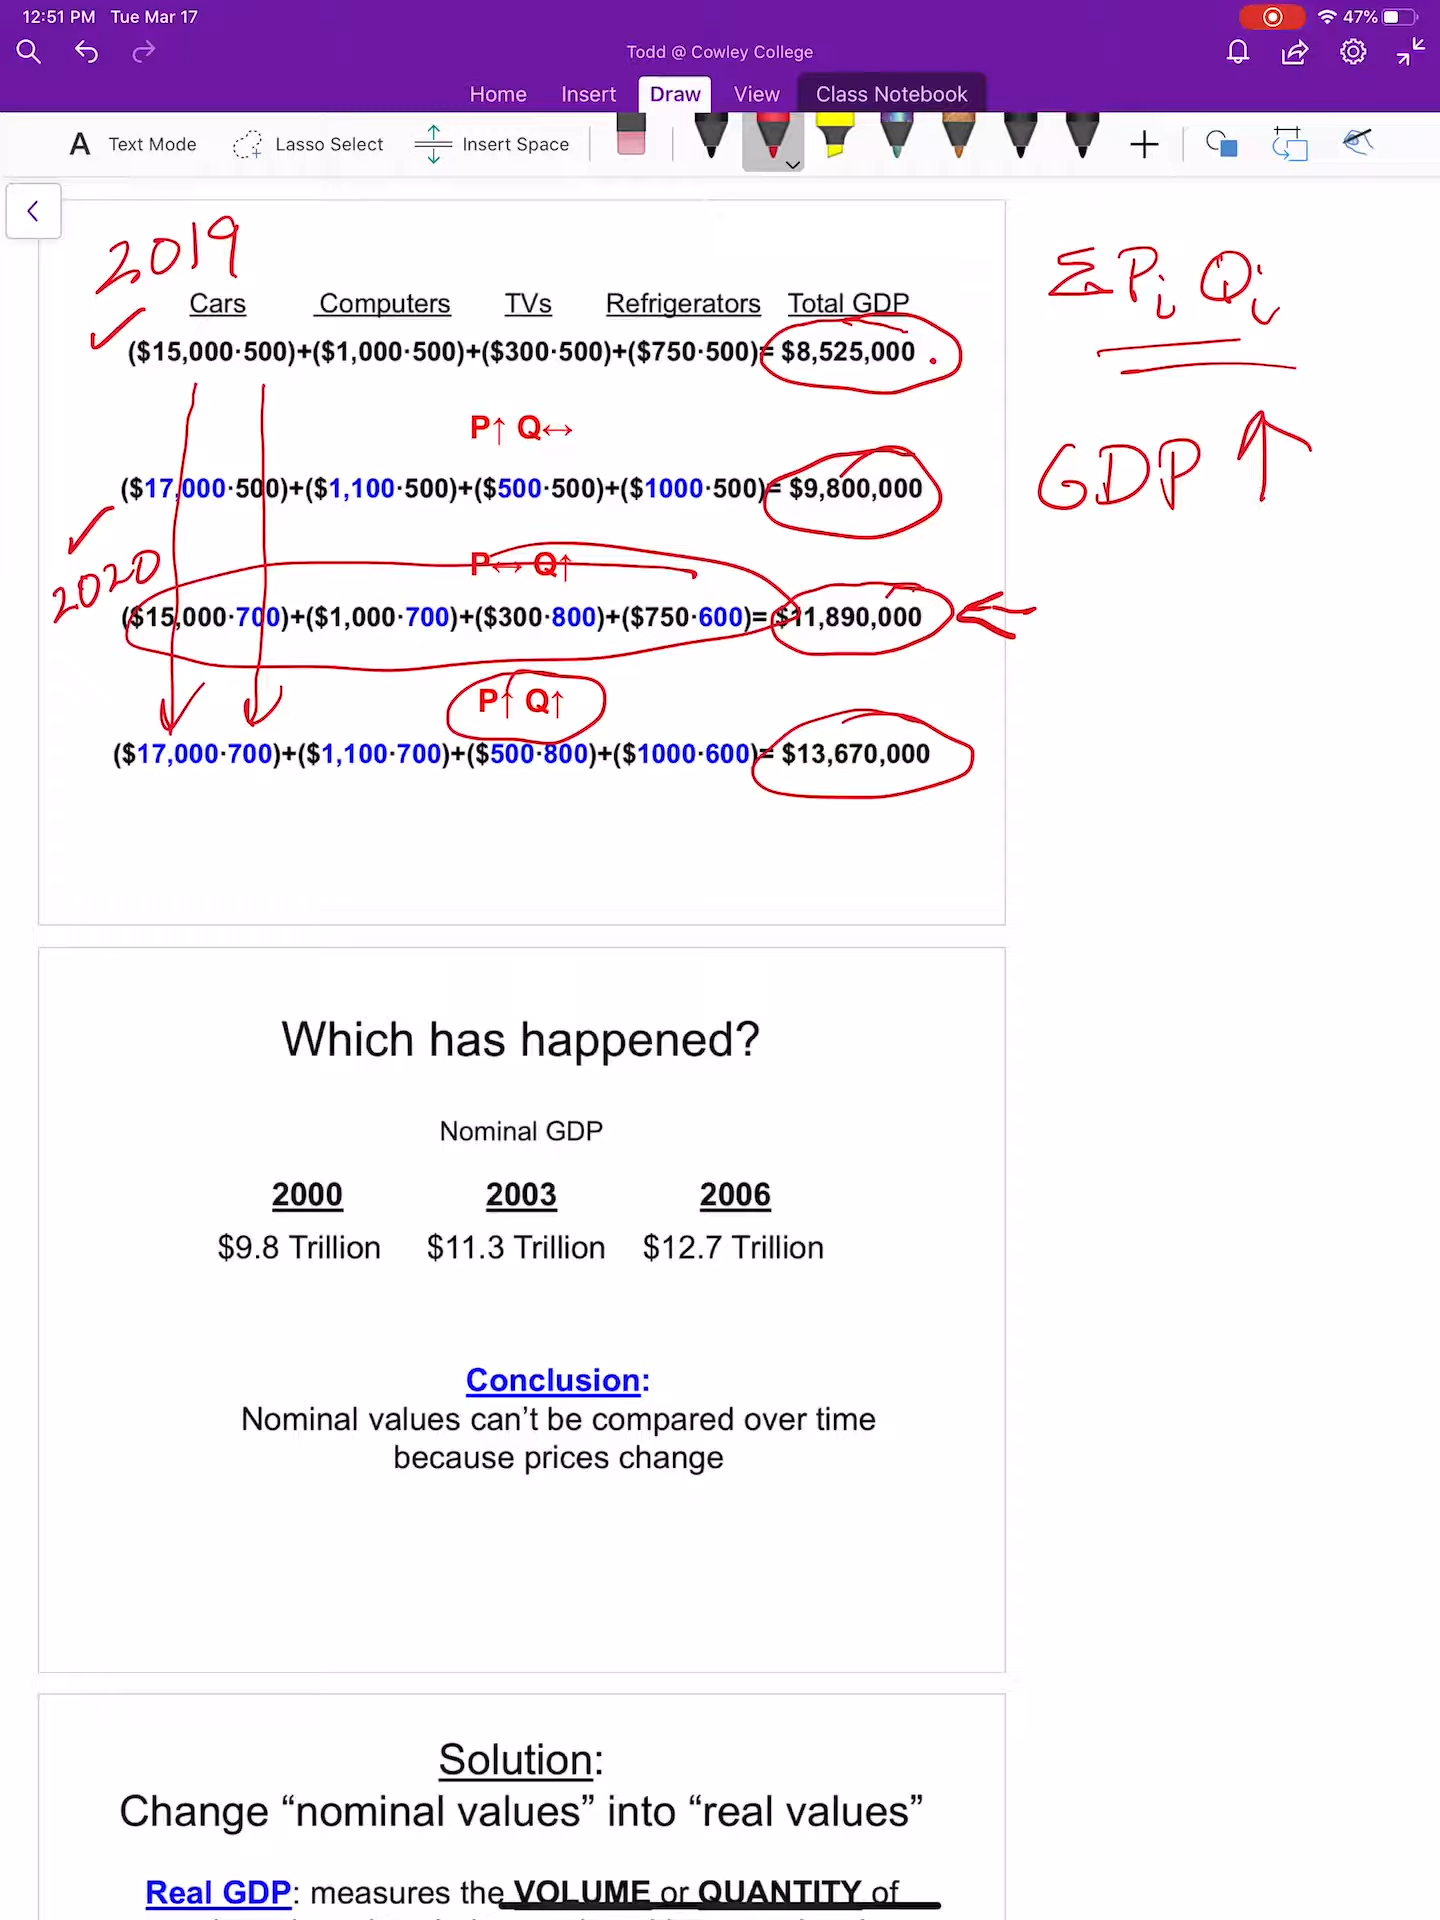 12:51 PM Tue Mar 17
47%
Todd @ Cowley College
Home Insert Draw View Class Notebook
A Text Mode Lasso Select Insert Space
2019
Cars Computers TVs Refrigerators Total GDP
($15,000·500)+($1,000·500)+($300·500)+($750·500)= $8,525,000
ΣPᵢ Qᵢ
P↑ Q↔
GDP ↑
($17,000·500)+($1,100·500)+($500·500)+($1000·500)= $9,800,000
2020
P↔ Q↑
($15,000·700)+($1,000·700)+($300·800)+($750·600)= $11,890,000
P↑ Q↑
($17,000·700)+($1,100·700)+($500·800)+($1000·600)= $13,670,000
Which has happened?
Nominal GDP
2000 2003 2006
$9.8 Trillion $11.3 Trillion $12.7 Trillion
Conclusion:
Nominal values can’t be compared over time
because prices change
Solution:
Change “nominal values” into “real values”
Real GDP: measures the VOLUME or QUANTITY of